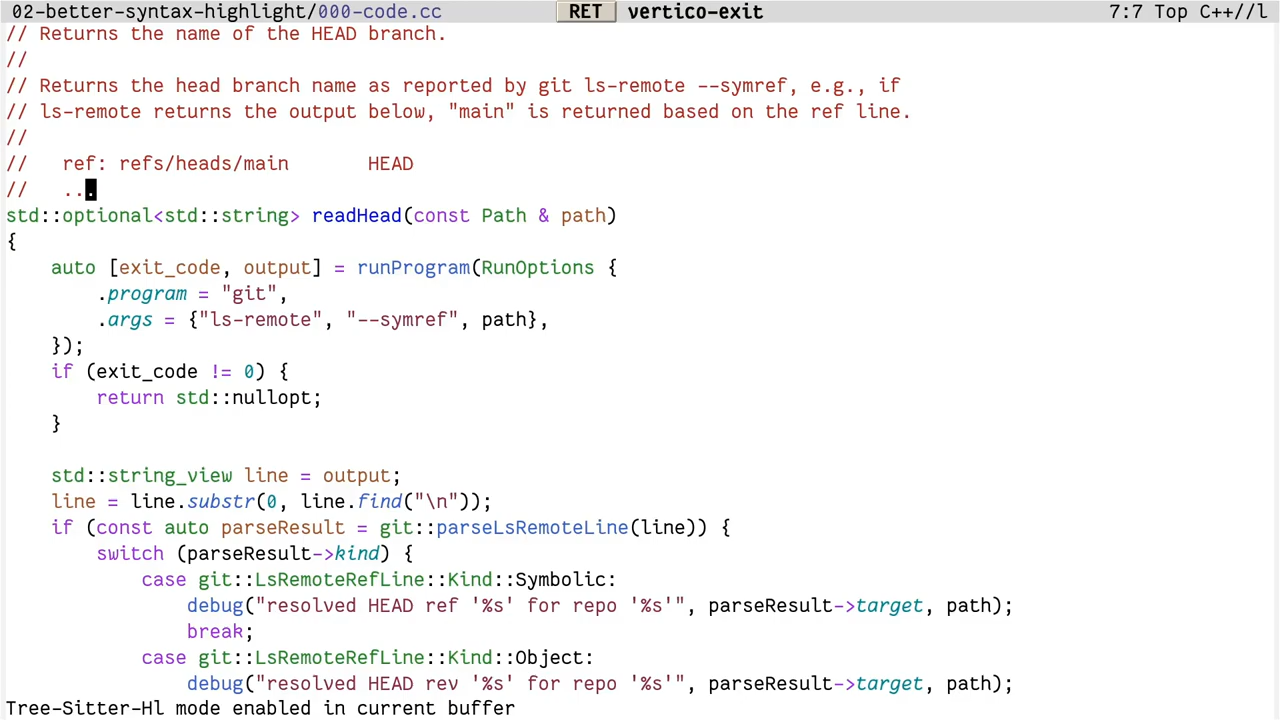 02-better-syntax-highlight/000-code.cc RET vertico-exit 7:7 Top C++//l
// Returns the name of the HEAD branch.
//
// Returns the head branch name as reported by git ls-remote --symref, e.g., if
// ls-remote returns the output below, "main" is returned based on the ref line.
//
//   ref: refs/heads/main       HEAD
//   ...
std::optional<std::string> readHead(const Path & path)
{
    auto [exit_code, output] = runProgram(RunOptions {
        .program = "git",
        .args = {"ls-remote", "--symref", path},
    });
    if (exit_code != 0) {
        return std::nullopt;
    }

    std::string_view line = output;
    line = line.substr(0, line.find("\n"));
    if (const auto parseResult = git::parseLsRemoteLine(line)) {
        switch (parseResult->kind) {
            case git::LsRemoteRefLine::Kind::Symbolic:
                debug("resolved HEAD ref '%s' for repo '%s'", parseResult->target, path);
                break;
            case git::LsRemoteRefLine::Kind::Object:
                debug("resolved HEAD rev '%s' for repo '%s'", parseResult->target, path);
Tree-Sitter-Hl mode enabled in current buffer